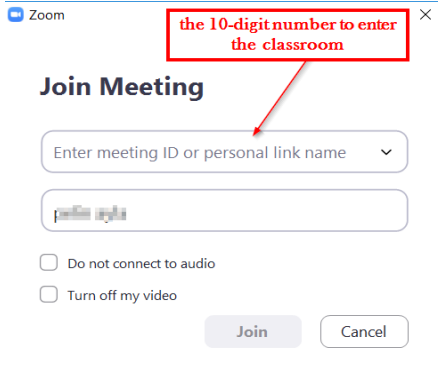 Zoom
the 10-digit number to enter
the classroom
Join Meeting
Enter meeting ID or personal link name
Do not connect to audio
Turn off my video
Join Cancel